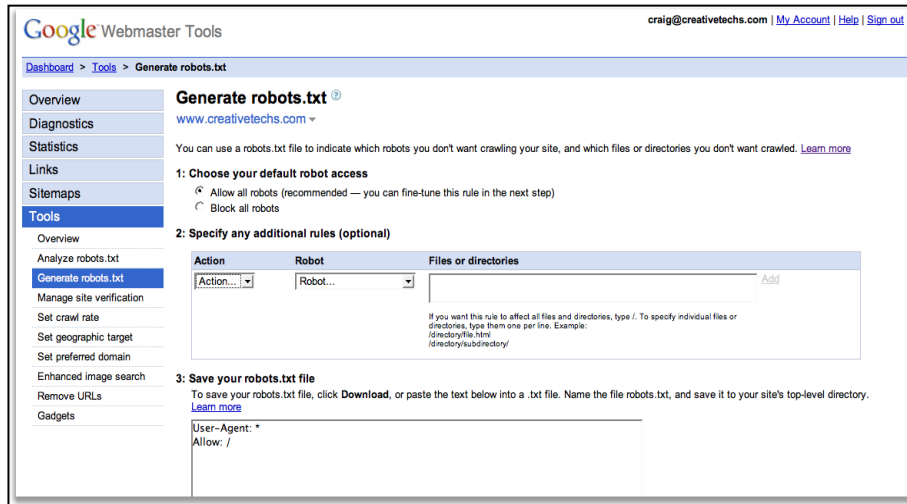 Google Webmaster Tools
craig@creativetechs.com | My Account | Help | Sign out
Dashboard > Tools > Generate robots.txt
Overview
Diagnostics
Statistics
Links
Sitemaps
Tools
Overview
Analyze robots.txt
Generate robots.txt
Manage site verification
Set crawl rate
Set geographic target
Set preferred domain
Enhanced image search
Remove URLs
Gadgets
Generate robots.txt ?
www.creativetechs.com
You can use a robots.txt file to indicate which robots you don't want crawling your site, and which files or directories you don't want crawled. Learn more
1: Choose your default robot access
Allow all robots (recommended — you can fine-tune this rule in the next step)
Block all robots
2: Specify any additional rules (optional)
Action Robot Files or directories
Action... Robot... Add
If you want this rule to affect all files and directories, type /. To specify individual files or
directories, type them one per line. Example:
/directory/file.html
/directory/subdirectory/
3: Save your robots.txt file
To save your robots.txt file, click Download, or paste the text below into a .txt file. Name the file robots.txt, and save it to your site's top-level directory.
Learn more
User-Agent: *
Allow: /